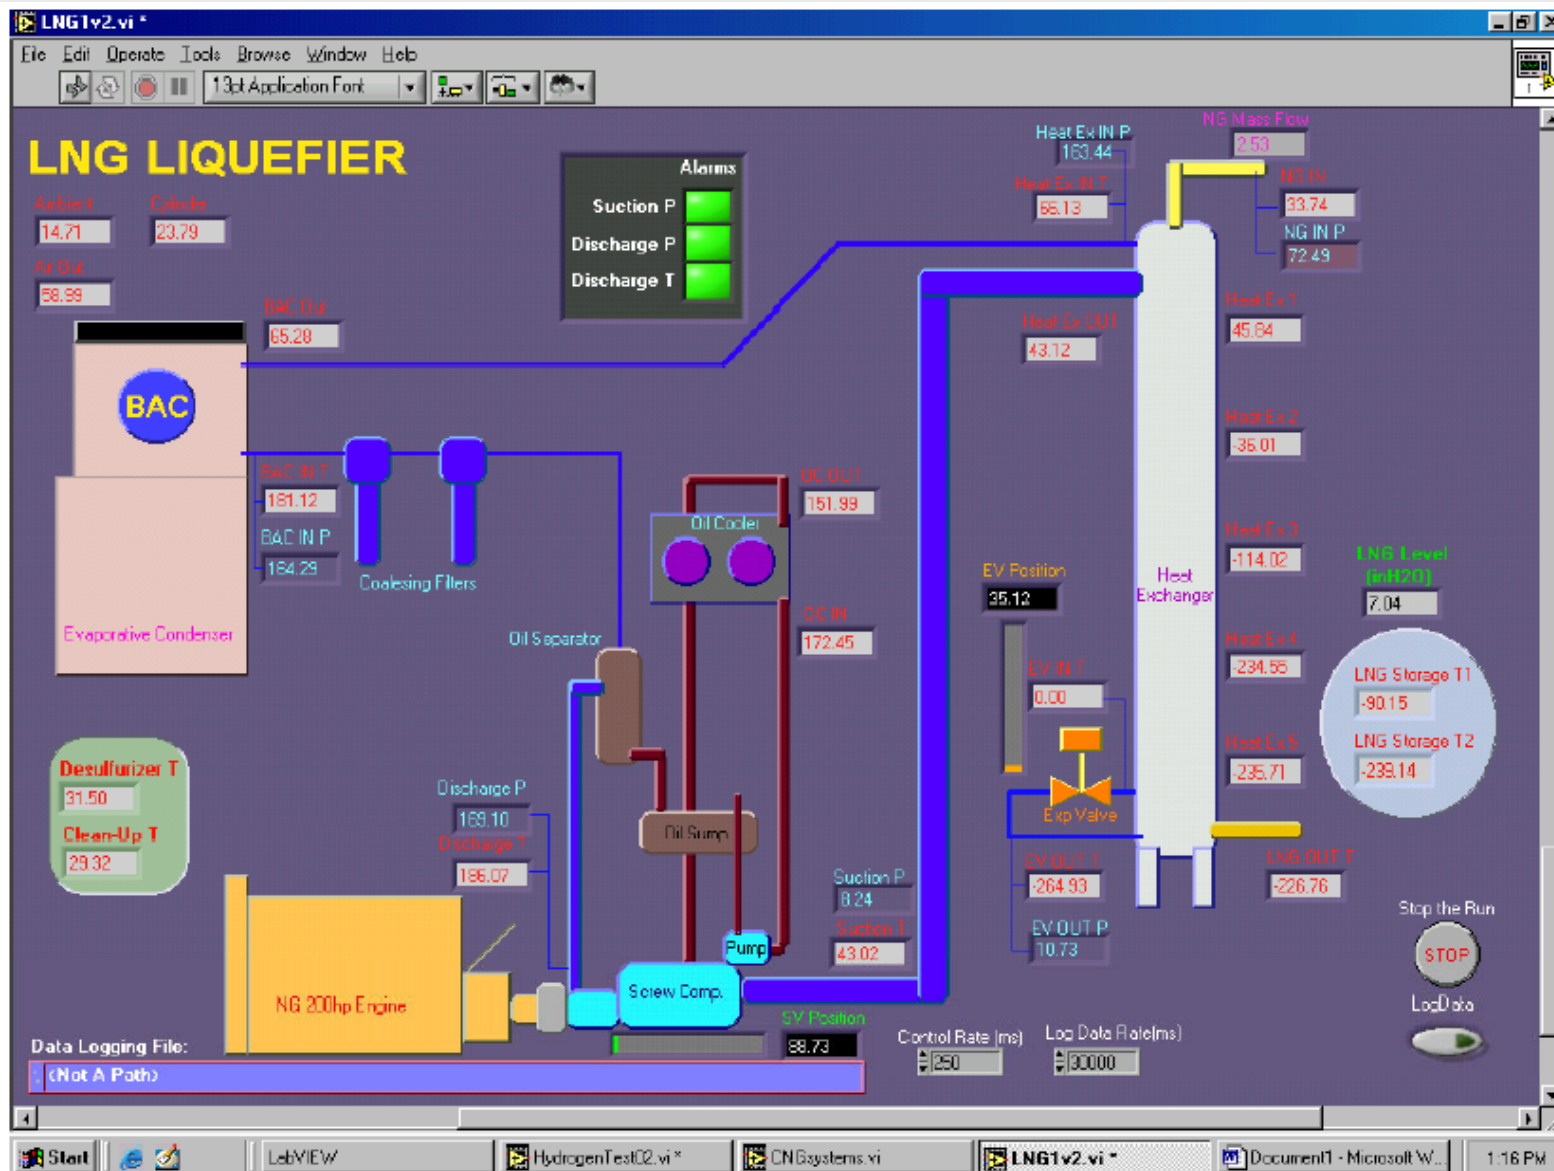 LNG1v2.vi *
File Edit Operate Tools Browse Window Help
13pt Application Font
1
LNG LIQUEFIER
Ambient
14.71
Cylinder
23.79
Air Out
58.99
BAC Out
65.28
BAC
Evaporative Condenser
BAC IN T
181.12
BAC IN P
164.29
Coalesing Filters
Alarms
Suction P
Discharge P
Discharge T
Heat Ex IN P
163.44
Heat Ex IN T
66.13
NG Mass Flow
2.53
NG IN
33.74
NG IN P
72.49
Heat Ex OUT
43.12
Heat Ex 1
45.84
Heat Ex 2
-36.01
Heat Ex 3
-114.02
Heat Ex 4
-234.55
Heat Ex 5
-235.71
Heat
Exchanger
OC OUT
151.99
Oil Cooler
OC IN
172.45
Oil Separator
EV Position
35.12
EV IN T
0.00
Exp Valve
EV OUT T
-264.93
EV OUT P
10.73
LNG OUT T
-226.76
LNG Level
(inH2O)
7.04
LNG Storage T1
-90.15
LNG Storage T2
-239.14
Desulfurizer T
31.50
Clean-Up T
29.32
Discharge P
169.10
Discharge T
186.07
Oil Sump
Pump
Screw Comp.
Suction P
8.24
Suction T
43.02
NG 200hp Engine
SV Position
88.73
Control Rate (ms)
250
Log Data Rate(ms)
30000
Stop the Run
STOP
LogData
Data Logging File:
(Not A Path)
Start LabVIEW HydrogenTest02.vi * CNGsystems.vi LNG1v2.vi * Document1 - Microsoft W... 1:16 PM